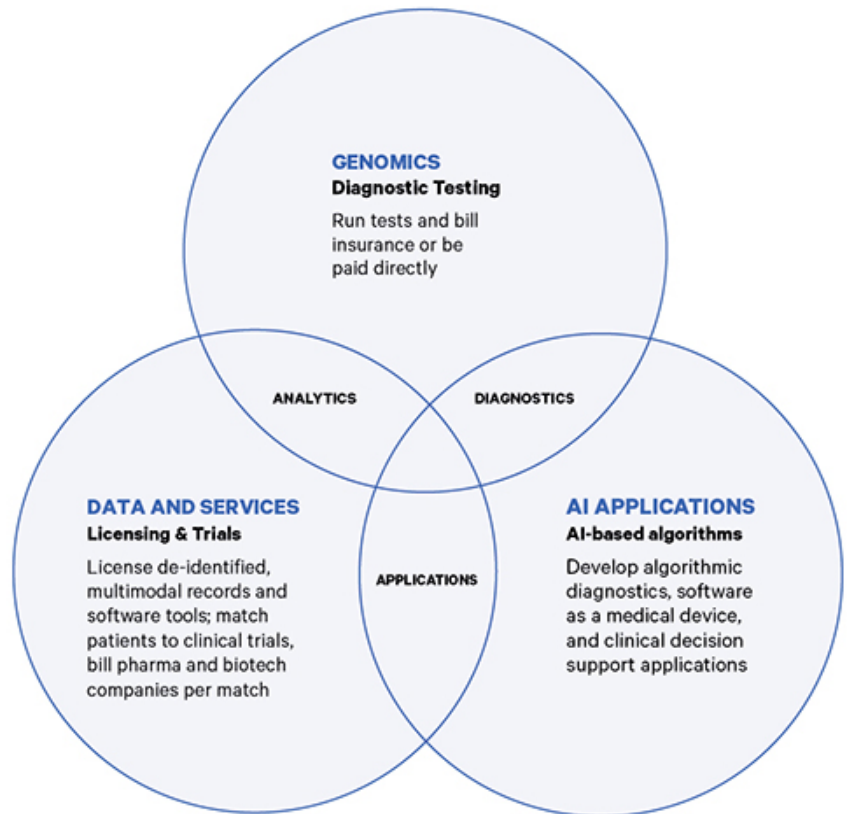 GENOMICS
Diagnostic Testing
Run tests and bill
insurance or be
paid directly
ANALYTICS
DIAGNOSTICS
DATA AND SERVICES
Licensing & Trials
License de-identified,
multimodal records and
software tools; match
patients to clinical trials,
bill pharma and biotech
companies per match
APPLICATIONS
AI APPLICATIONS
AI-based algorithms
Develop algorithmic
diagnostics, software
as a medical device,
and clinical decision
support applications